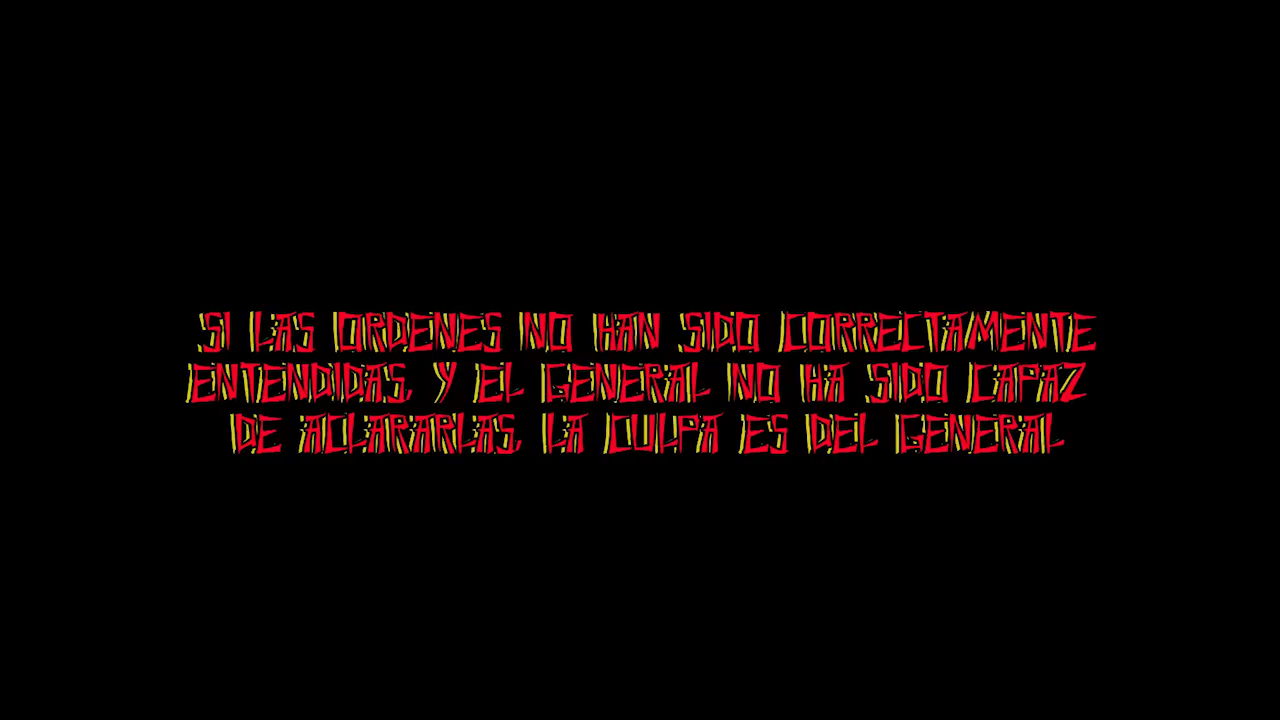 SI LAS ORDENES NO HAN SIDO CORRECTAMENTE
ENTENDIDAS, Y EL GENERAL NO HA SIDO CAPAZ
DE ACLARARLAS, LA CULPA ES DEL GENERAL